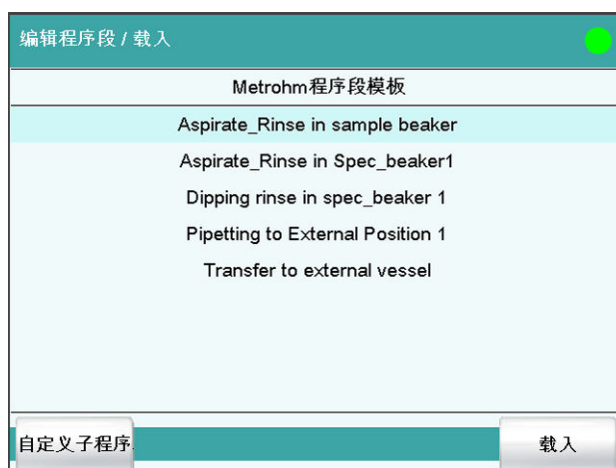 编辑程序段 / 载入
Metrohm程序段模板
Aspirate_Rinse in sample beaker
Aspirate_Rinse in Spec_beaker1
Dipping rinse in spec_beaker 1
Pipetting to External Position 1
Transfer to external vessel
自定义子程序
载入